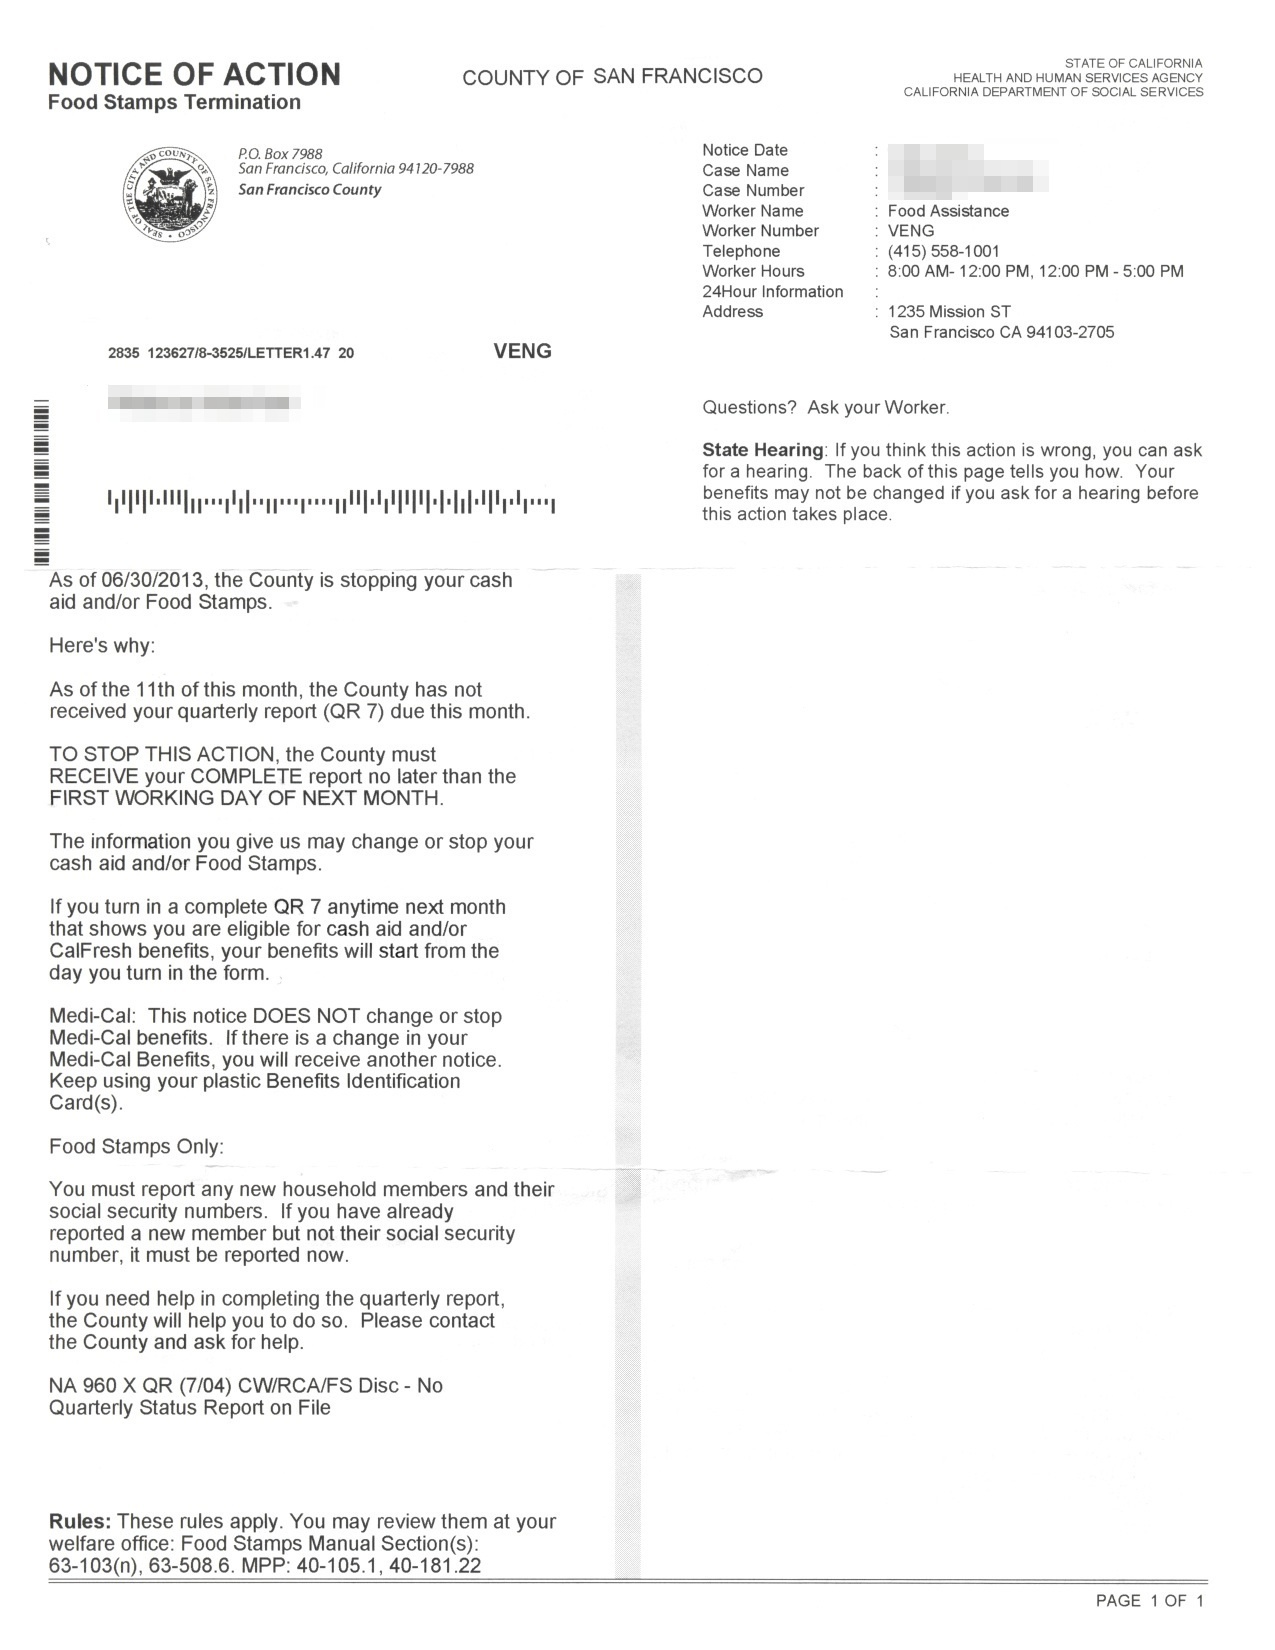 NOTICE OF ACTION
Food Stamps Termination
COUNTY OF SAN FRANCISCO
STATE OF CALIFORNIA
HEALTH AND HUMAN SERVICES AGENCY
CALIFORNIA DEPARTMENT OF SOCIAL SERVICES
SEAL OF THE CITY AND COUNTY OF SAN FRANCISCO
P.O. Box 7988
San Francisco, California 94120-7988
San Francisco County
Notice Date :
Case Name :
Case Number :
Worker Name : Food Assistance
Worker Number : VENG
Telephone : (415) 558-1001
Worker Hours : 8:00 AM- 12:00 PM, 12:00 PM - 5:00 PM
24Hour Information :
Address : 1235 Mission ST
San Francisco CA 94103-2705
2835 123627/8-3525/LETTER1.47 20 VENG
Questions? Ask your Worker.
State Hearing: If you think this action is wrong, you can ask
for a hearing. The back of this page tells you how. Your
benefits may not be changed if you ask for a hearing before
this action takes place.
As of 06/30/2013, the County is stopping your cash
aid and/or Food Stamps.
Here's why:
As of the 11th of this month, the County has not
received your quarterly report (QR 7) due this month.
TO STOP THIS ACTION, the County must
RECEIVE your COMPLETE report no later than the
FIRST WORKING DAY OF NEXT MONTH.
The information you give us may change or stop your
cash aid and/or Food Stamps.
If you turn in a complete QR 7 anytime next month
that shows you are eligible for cash aid and/or
CalFresh benefits, your benefits will start from the
day you turn in the form.
Medi-Cal: This notice DOES NOT change or stop
Medi-Cal benefits. If there is a change in your
Medi-Cal Benefits, you will receive another notice.
Keep using your plastic Benefits Identification
Card(s).
Food Stamps Only:
You must report any new household members and their
social security numbers. If you have already
reported a new member but not their social security
number, it must be reported now.
If you need help in completing the quarterly report,
the County will help you to do so. Please contact
the County and ask for help.
NA 960 X QR (7/04) CW/RCA/FS Disc - No
Quarterly Status Report on File
Rules: These rules apply. You may review them at your
welfare office: Food Stamps Manual Section(s):
63-103(n), 63-508.6. MPP: 40-105.1, 40-181.22
PAGE 1 OF 1